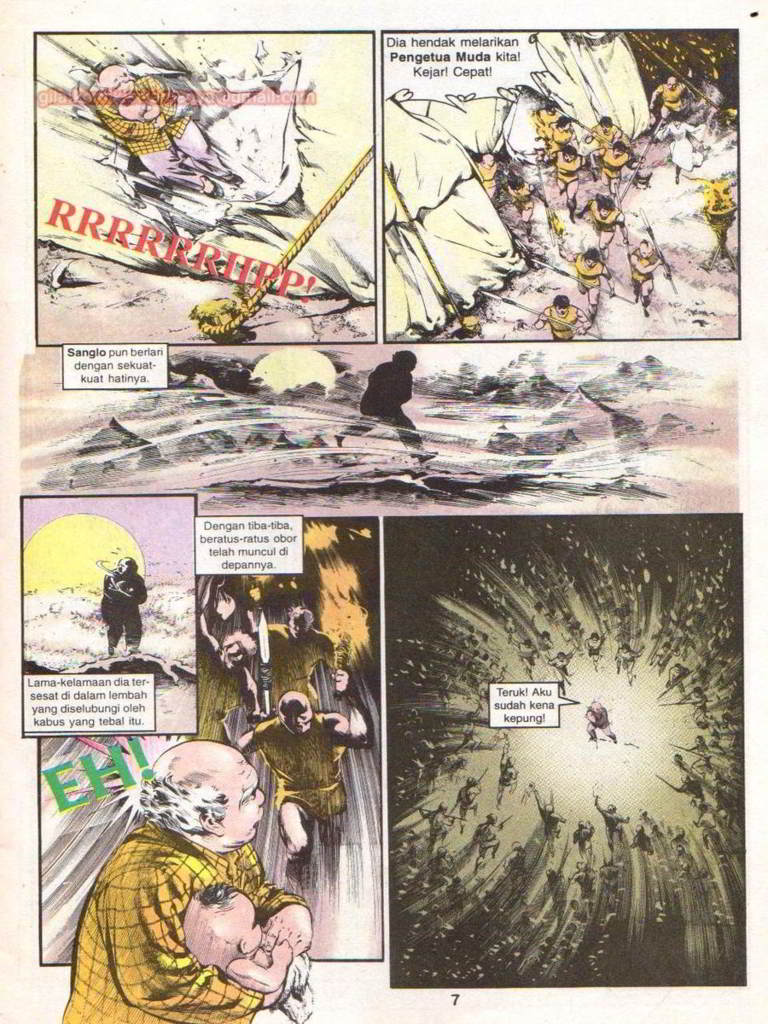 RRRRRRRIIPP!
Dia hendak melarikan
Pengetua Muda kita!
Kejar! Cepat!
Sanglo pun berlari
dengan sekuat-
kuat hatinya.
Lama-kelamaan dia ter-
sesat di dalam lembah
yang diselubungi oleh
kabus yang tebal itu.
Dengan tiba-tiba,
beratus-ratus obor
telah muncul di
depannya.
EH!
Teruk! Aku
sudah kena
kepung!
7